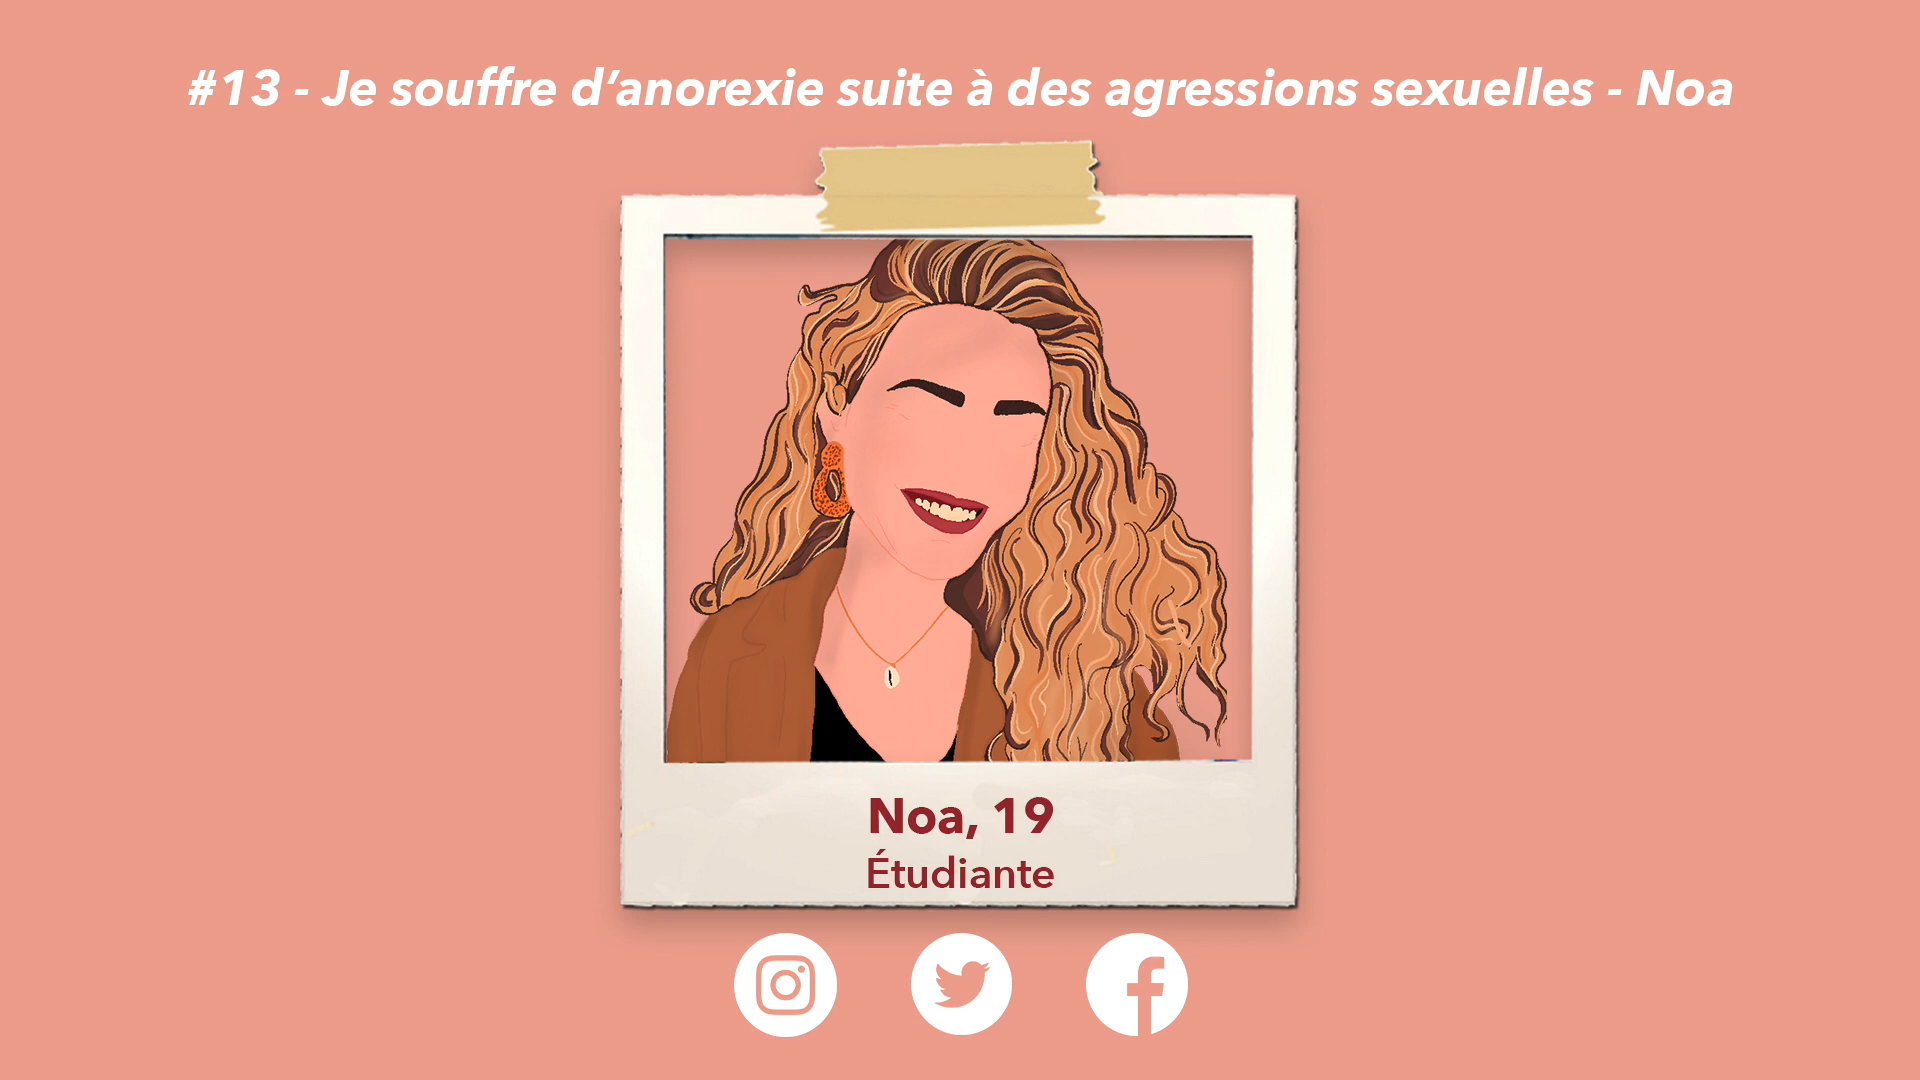 #13 - Je souffre d’anorexie suite à des agressions sexuelles - Noa
Noa, 19
Étudiante